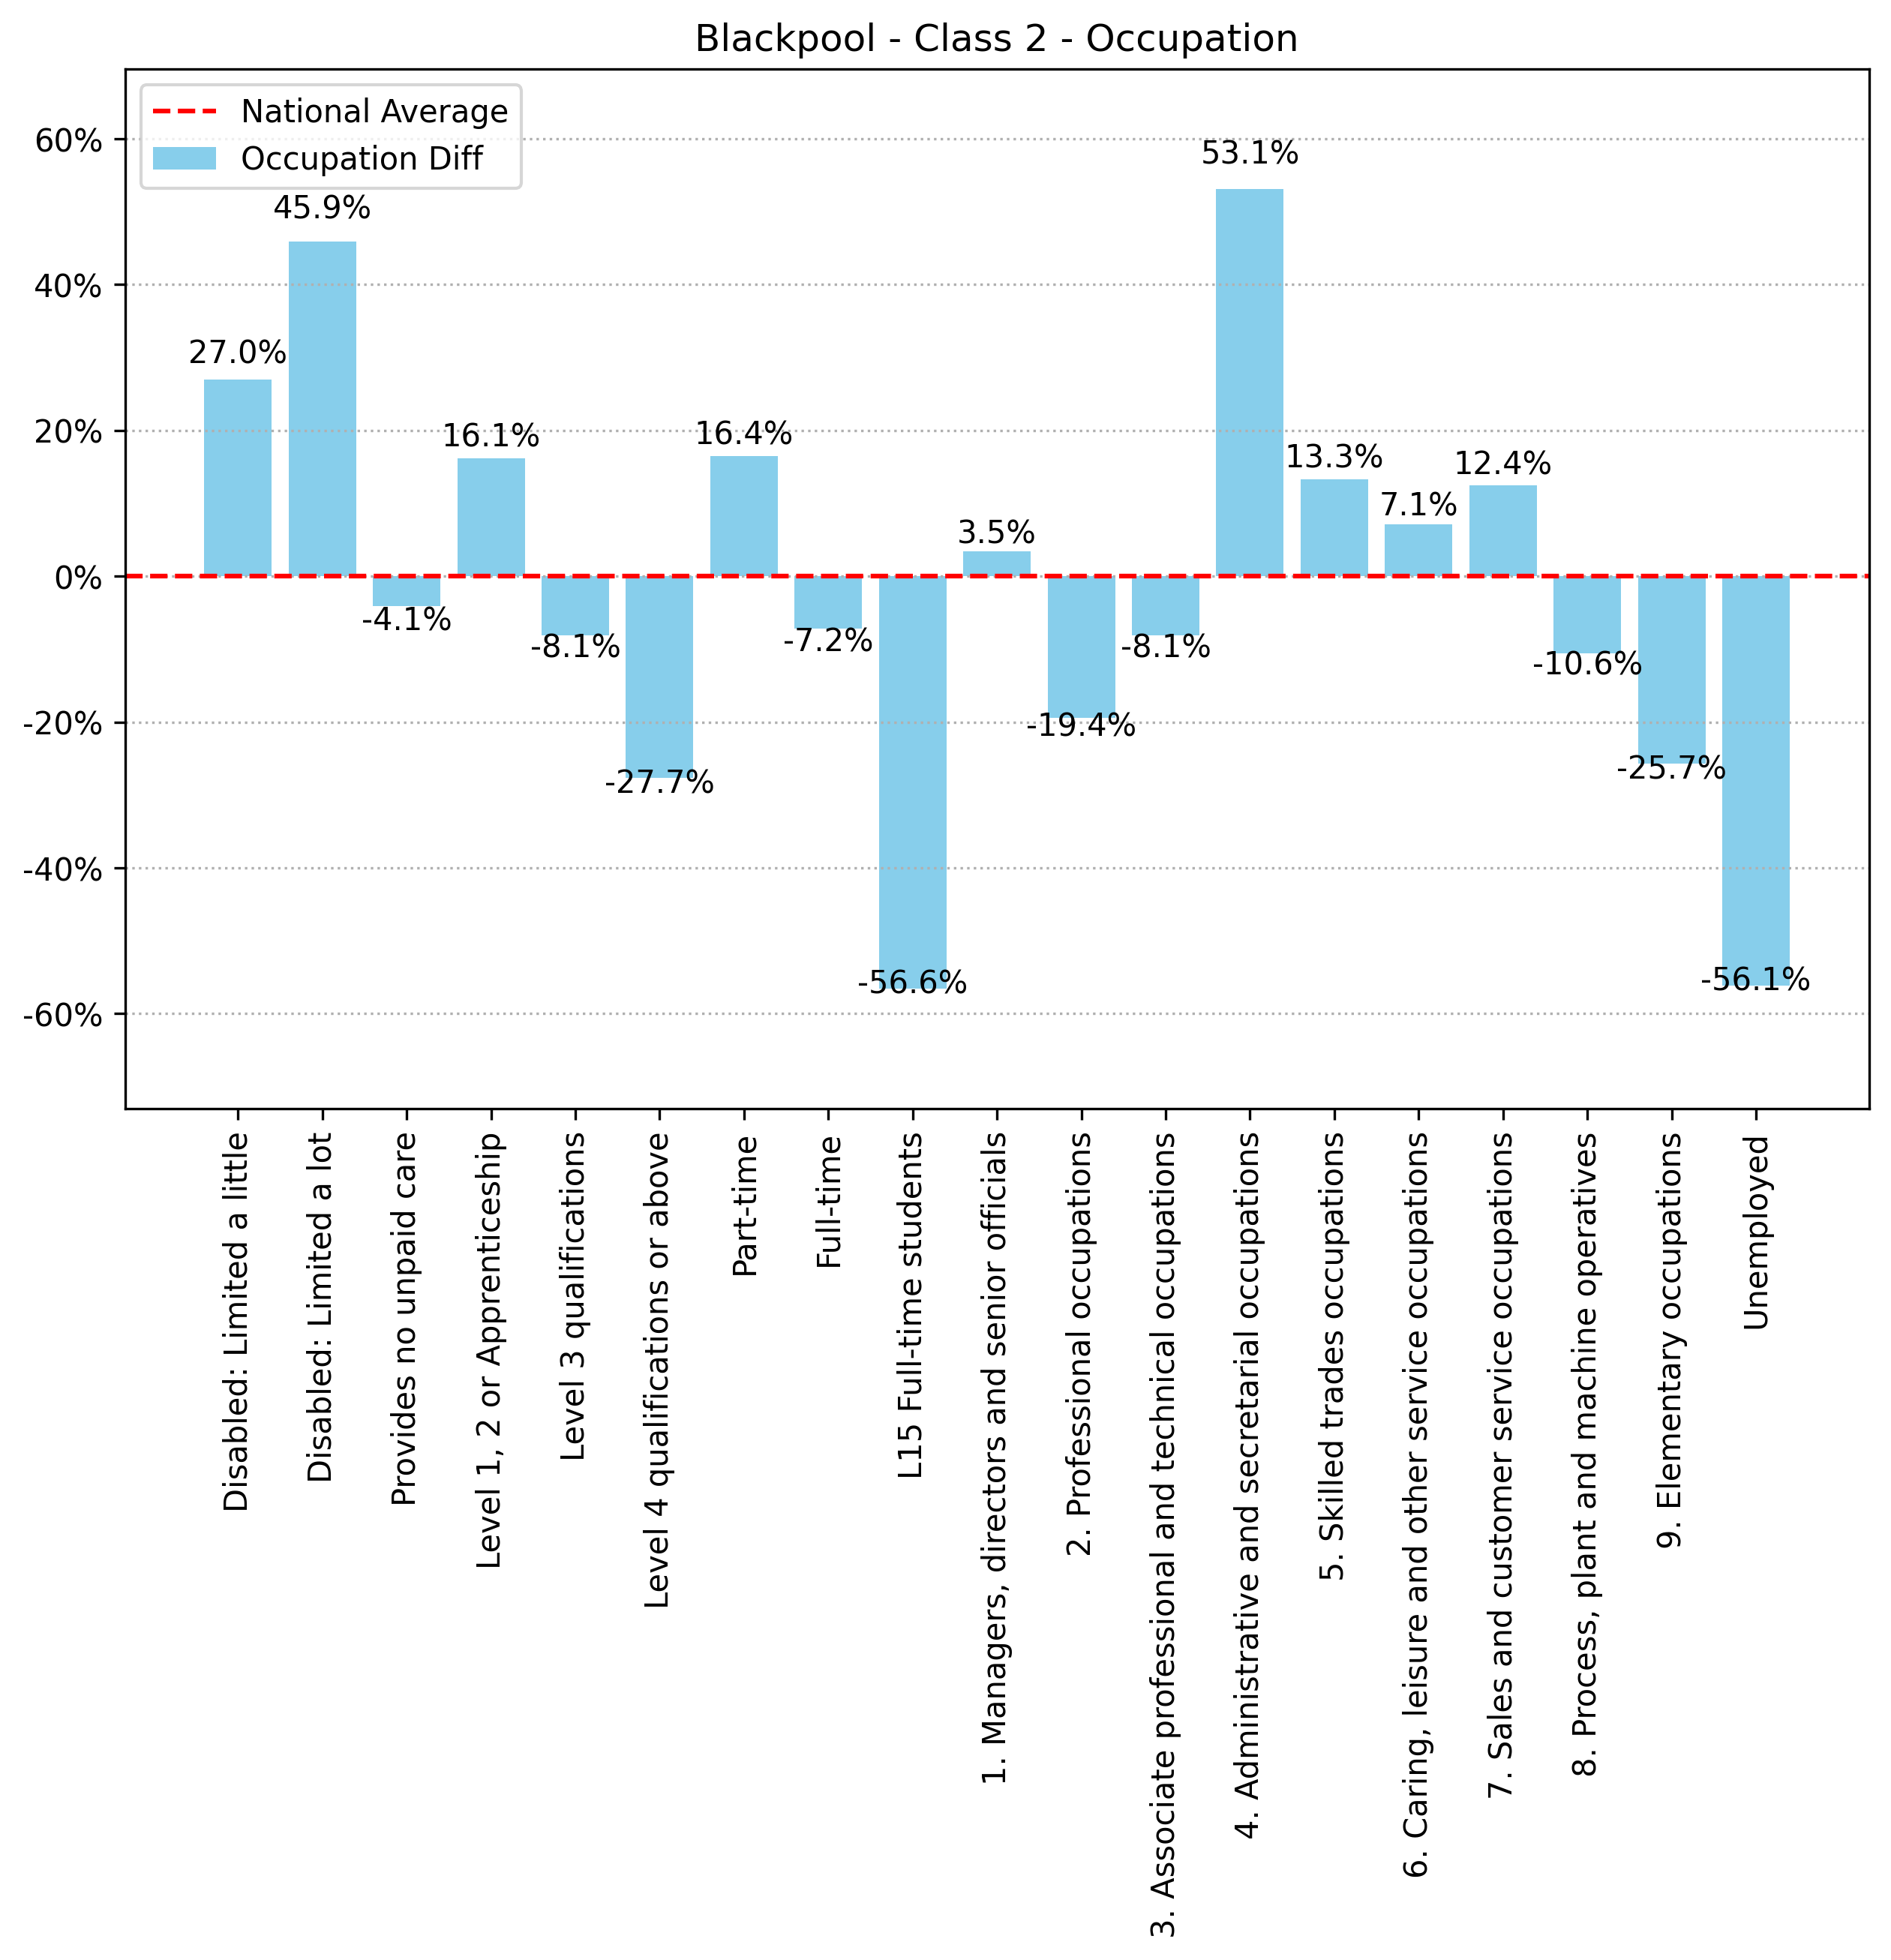 Blackpool - Class 2 - Occupation
National Average
Occupation Diff
60%
40%
20%
0%
-20%
-40%
-60%
27.0%
45.9%
-4.1%
16.1%
-8.1%
-27.7%
16.4%
-7.2%
-56.6%
3.5%
-19.4%
-8.1%
53.1%
13.3%
7.1%
12.4%
-10.6%
-25.7%
-56.1%
Disabled: Limited a little
Disabled: Limited a lot
Provides no unpaid care
Level 1, 2 or Apprenticeship
Level 3 qualifications
Level 4 qualifications or above
Part-time
Full-time
L15 Full-time students
1. Managers, directors and senior officials
2. Professional occupations
3. Associate professional and technical occupations
4. Administrative and secretarial occupations
5. Skilled trades occupations
6. Caring, leisure and other service occupations
7. Sales and customer service occupations
8. Process, plant and machine operatives
9. Elementary occupations
Unemployed